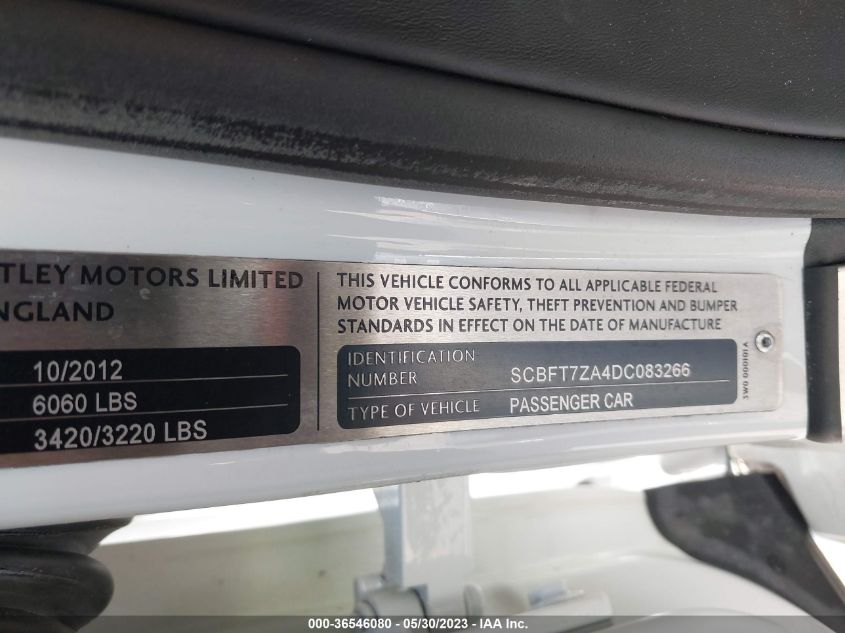 TLEY MOTORS LIMITED
NGLAND
10/2012
6060 LBS
3420/3220 LBS
THIS VEHICLE CONFORMS TO ALL APPLICABLE FEDERAL
MOTOR VEHICLE SAFETY, THEFT PREVENTION AND BUMPER
STANDARDS IN EFFECT ON THE DATE OF MANUFACTURE
IDENTIFICATION
NUMBER SCBFT7ZA4DC083266
TYPE OF VEHICLE PASSENGER CAR
3W0 000101A
000-36546080 - 05/30/2023 - IAA Inc.